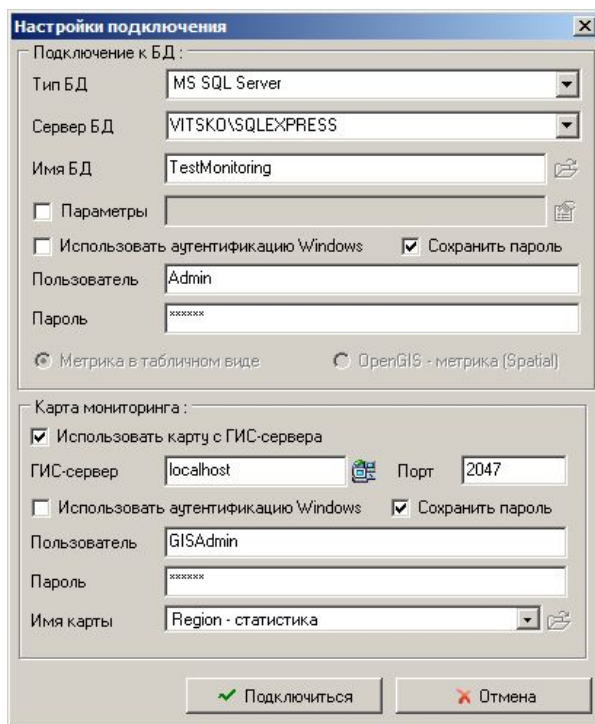 Настройки подключения
Подключение к БД :
Тип БД MS SQL Server
Сервер БД VITSKO\SQLEXPRESS
Имя БД TestMonitoring
Параметры
Использовать аутентификацию Windows Сохранить пароль
Пользователь Admin
Пароль ******
Метрика в табличном виде OpenGIS - метрика (Spatial)
Карта мониторинга :
Использовать карту с ГИС-сервера
ГИС-сервер localhost Порт 2047
Использовать аутентификацию Windows Сохранить пароль
Пользователь GISAdmin
Пароль ******
Имя карты Region - статистика
Подключиться Отмена